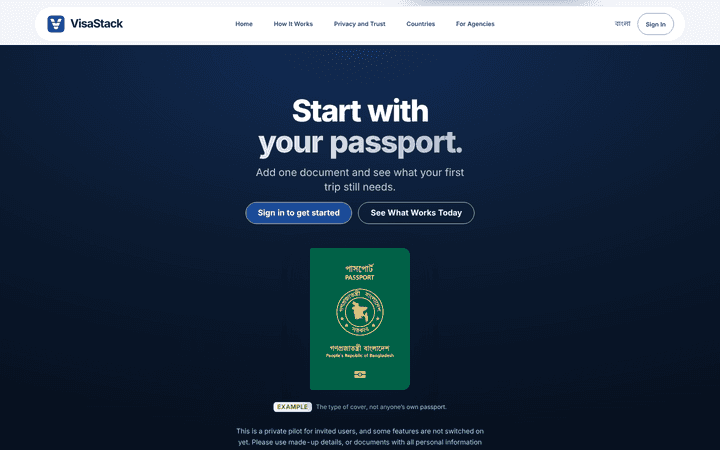 VisaStack
Home How It Works Privacy and Trust Countries For Agencies
বাংলা Sign In
Start with
your passport.
Add one document and see what your first
trip still needs.
Sign in to get started See What Works Today
পাসপোর্ট
PASSPORT
গণপ্রজাতন্ত্রী বাংলাদেশ
সরকার
গণপ্রজাতন্ত্রী বাংলাদেশ
People's Republic of Bangladesh
EXAMPLE The type of cover, not anyone's own passport.
This is a private pilot for invited users, and some features are not switched on
yet. Please use made-up details, or documents with all personal information